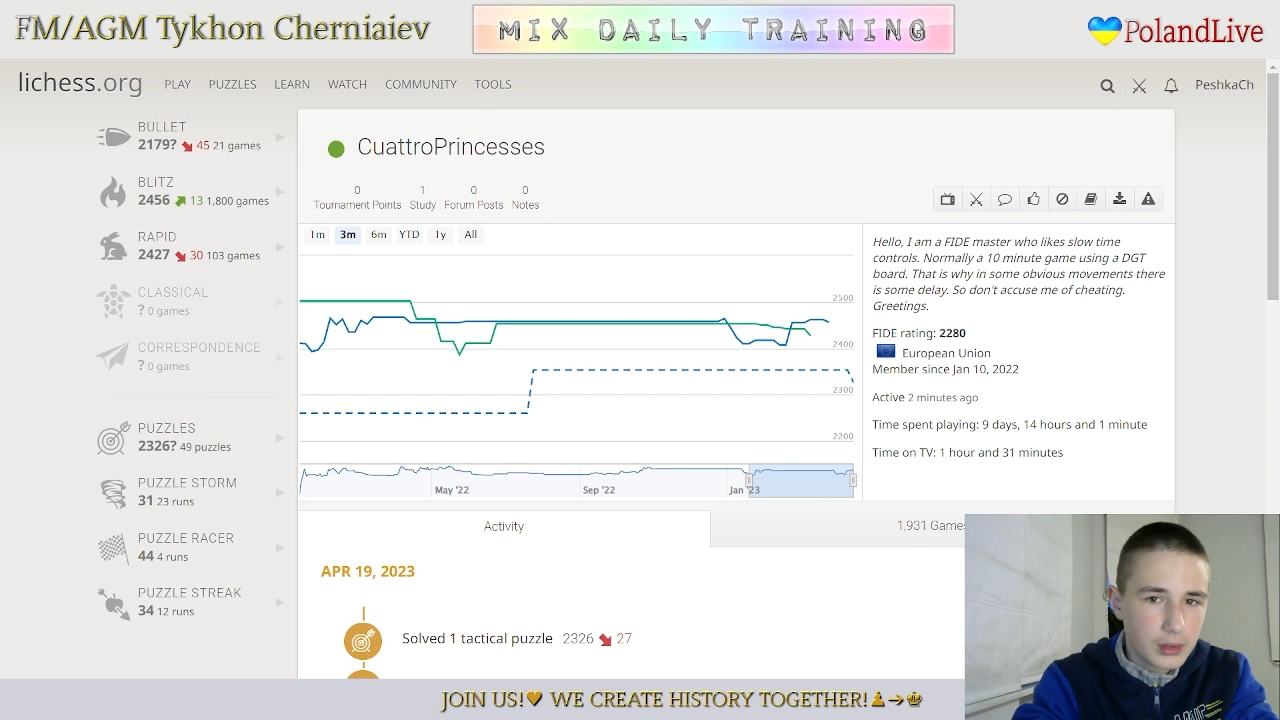 FM/AGM Tykhon Cherniaiev
MIX DAILY TRAINING
PolandLive
lichess.org PLAY PUZZLES LEARN WATCH COMMUNITY TOOLS PeshkaCh
BULLET
2179? 45 21 games
BLITZ
2456 13 1,800 games
RAPID
2427 30 103 games
CLASSICAL
? 0 games
CORRESPONDENCE
? 0 games
PUZZLES
2326? 49 puzzles
PUZZLE STORM
31 23 runs
PUZZLE RACER
44 4 runs
PUZZLE STREAK
34 12 runs
CuattroPrincesses
0 1 0 0
Tournament Points Study Forum Posts Notes
1m 3m 6m YTD 1y All
2500
2400
2300
2200
May '22 Sep '22 Jan '23
Hello, I am a FIDE master who likes slow time
controls. Normally a 10 minute game using a DGT
board. That is why in some obvious movements there
is some delay. So don't accuse me of cheating.
Greetings.
FIDE rating: 2280
European Union
Member since Jan 10, 2022
Active 2 minutes ago
Time spent playing: 9 days, 14 hours and 1 minute
Time on TV: 1 hour and 31 minutes
Activity 1,931 Games
APR 19, 2023
Solved 1 tactical puzzle 2326 27
JOIN US!♥ WE CREATE HISTORY TOGETHER!♟→♚